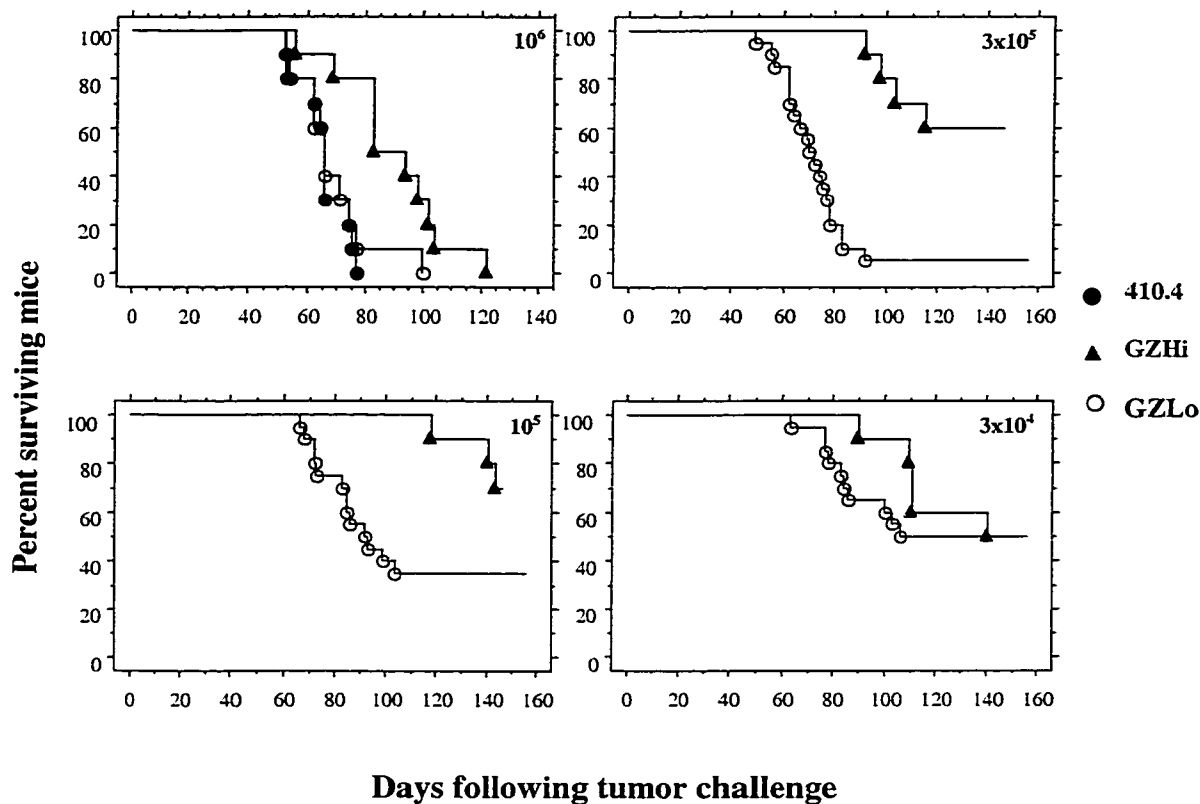 10⁶
100
80
60
40
20
0
0 20 40 60 80 100 120 140
3x10⁵
100
80
60
40
20
0
0 20 40 60 80 100 120 140 160
410.4
GZHi
GZLo
Percent surviving mice
10⁵
100
80
60
40
20
0
0 20 40 60 80 100 120 140 160
3x10⁴
100
80
60
40
20
0
0 20 40 60 80 100 120 140 160
Days following tumor challenge